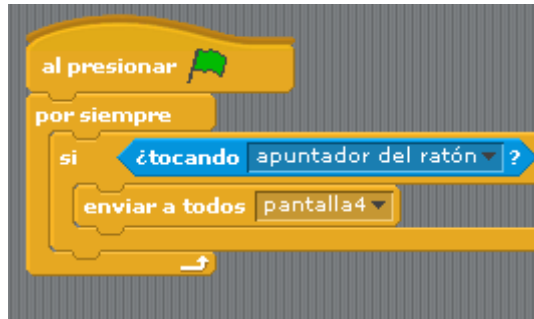 al presionar
por siempre
si ¿tocando apuntador del ratón ?
enviar a todos pantalla4